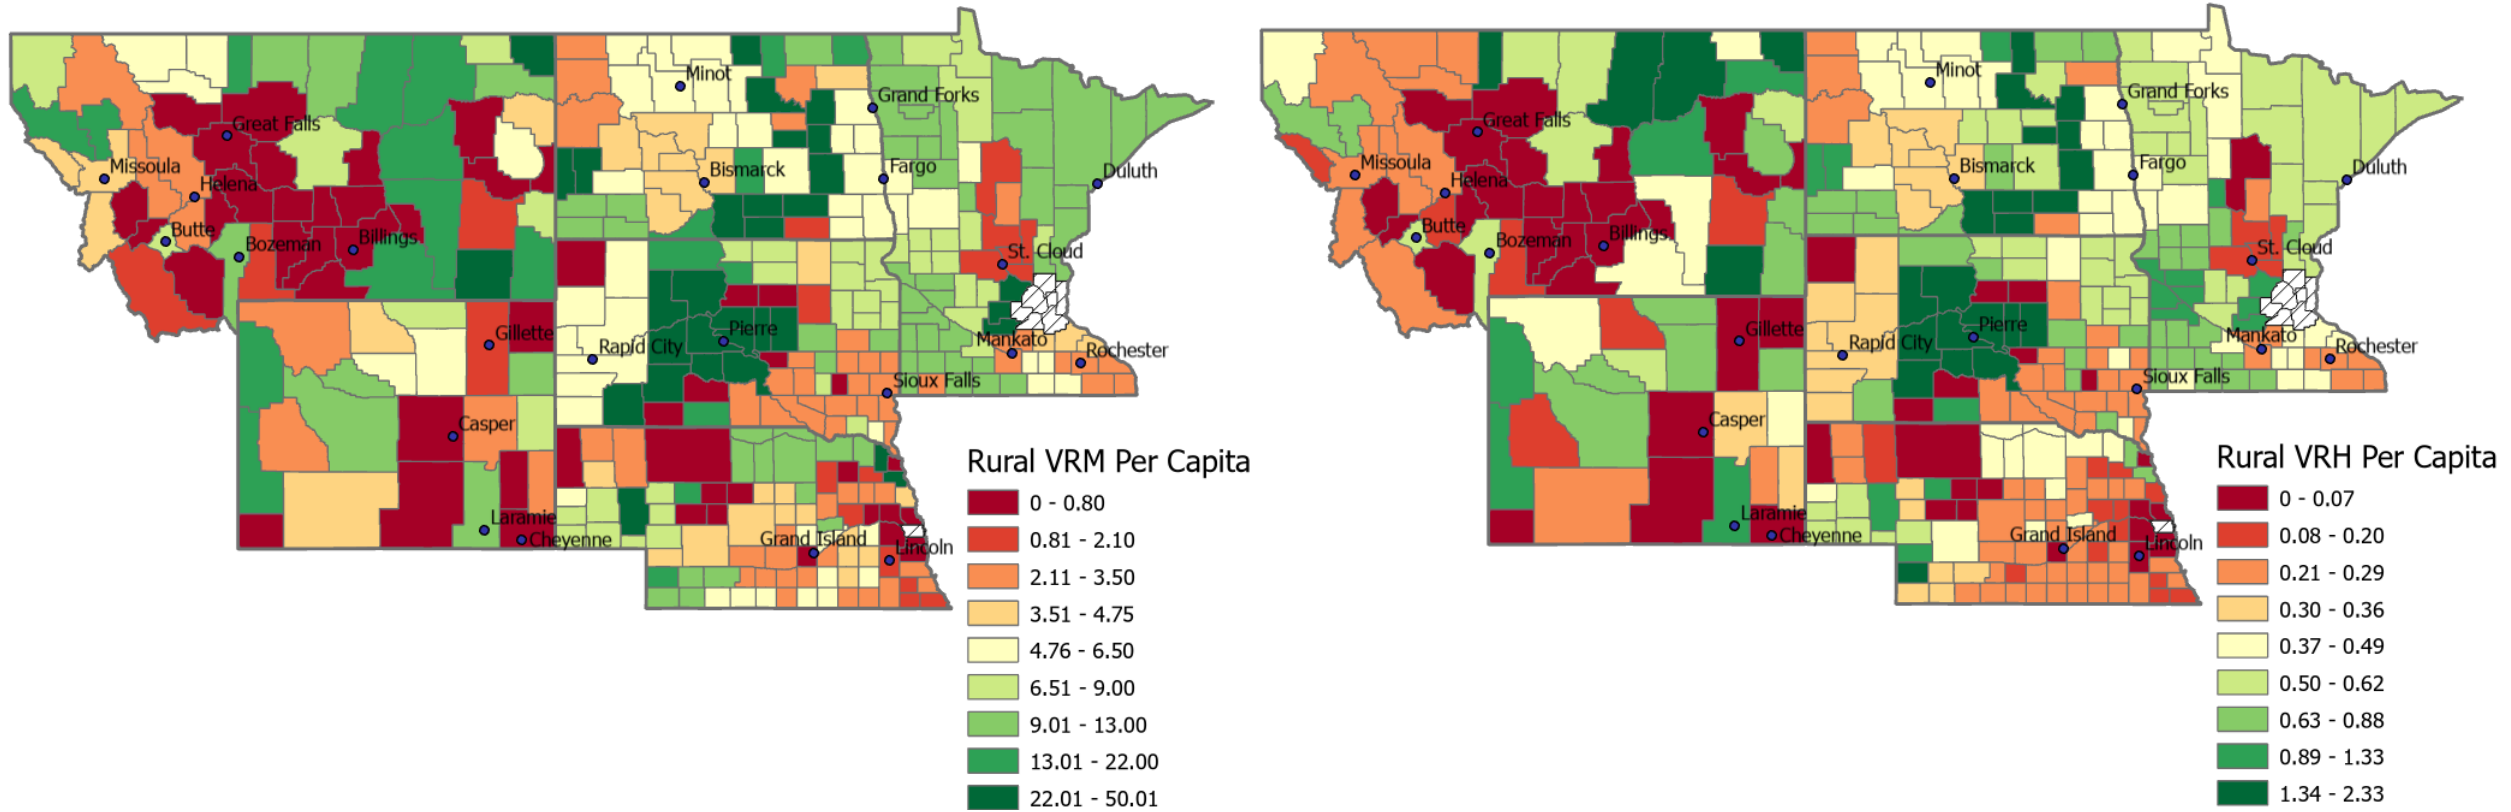 Minot
Grand Forks
Great Falls
Missoula
Helena
Bismarck
Fargo
Duluth
Butte
Bozeman
Billings
St. Cloud
Gillette
Rapid City
Pierre
Mankato
Rochester
Sioux Falls
Casper
Laramie
Cheyenne
Grand Island
Lincoln
Rural VRM Per Capita
0 - 0.80
0.81 - 2.10
2.11 - 3.50
3.51 - 4.75
4.76 - 6.50
6.51 - 9.00
9.01 - 13.00
13.01 - 22.00
22.01 - 50.01
Minot
Grand Forks
Great Falls
Missoula
Helena
Bismarck
Fargo
Duluth
Butte
Bozeman
Billings
St. Cloud
Gillette
Rapid City
Pierre
Mankato
Rochester
Sioux Falls
Casper
Laramie
Cheyenne
Grand Island
Lincoln
Rural VRH Per Capita
0 - 0.07
0.08 - 0.20
0.21 - 0.29
0.30 - 0.36
0.37 - 0.49
0.50 - 0.62
0.63 - 0.88
0.89 - 1.33
1.34 - 2.33